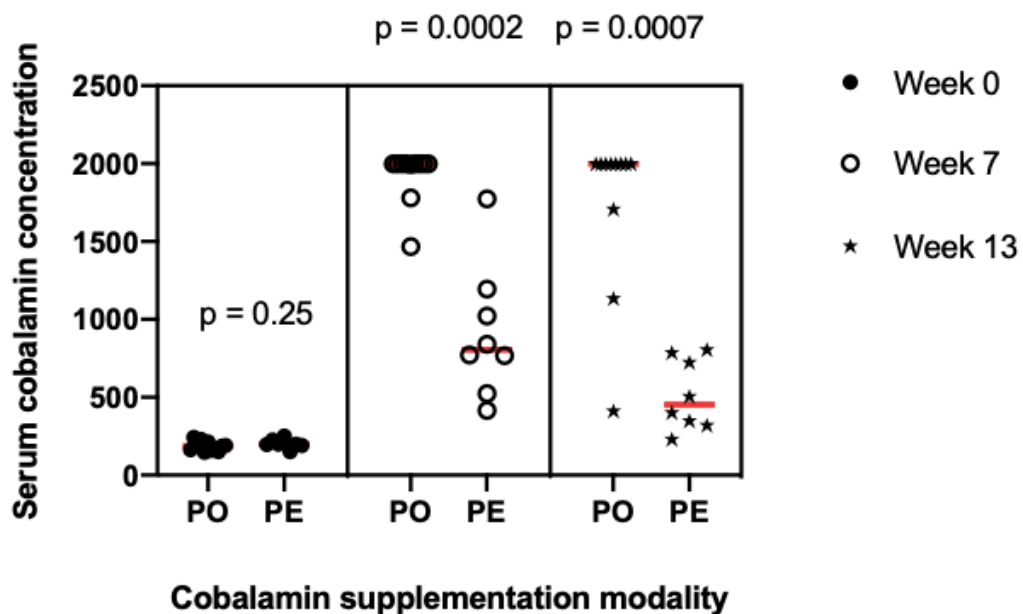 p = 0.0002 p = 0.0007
Serum cobalamin concentration
2500
2000
1500
1000
500
0
p = 0.25
PO PE PO PE PO PE
Cobalamin supplementation modality
Week 0
Week 7
Week 13